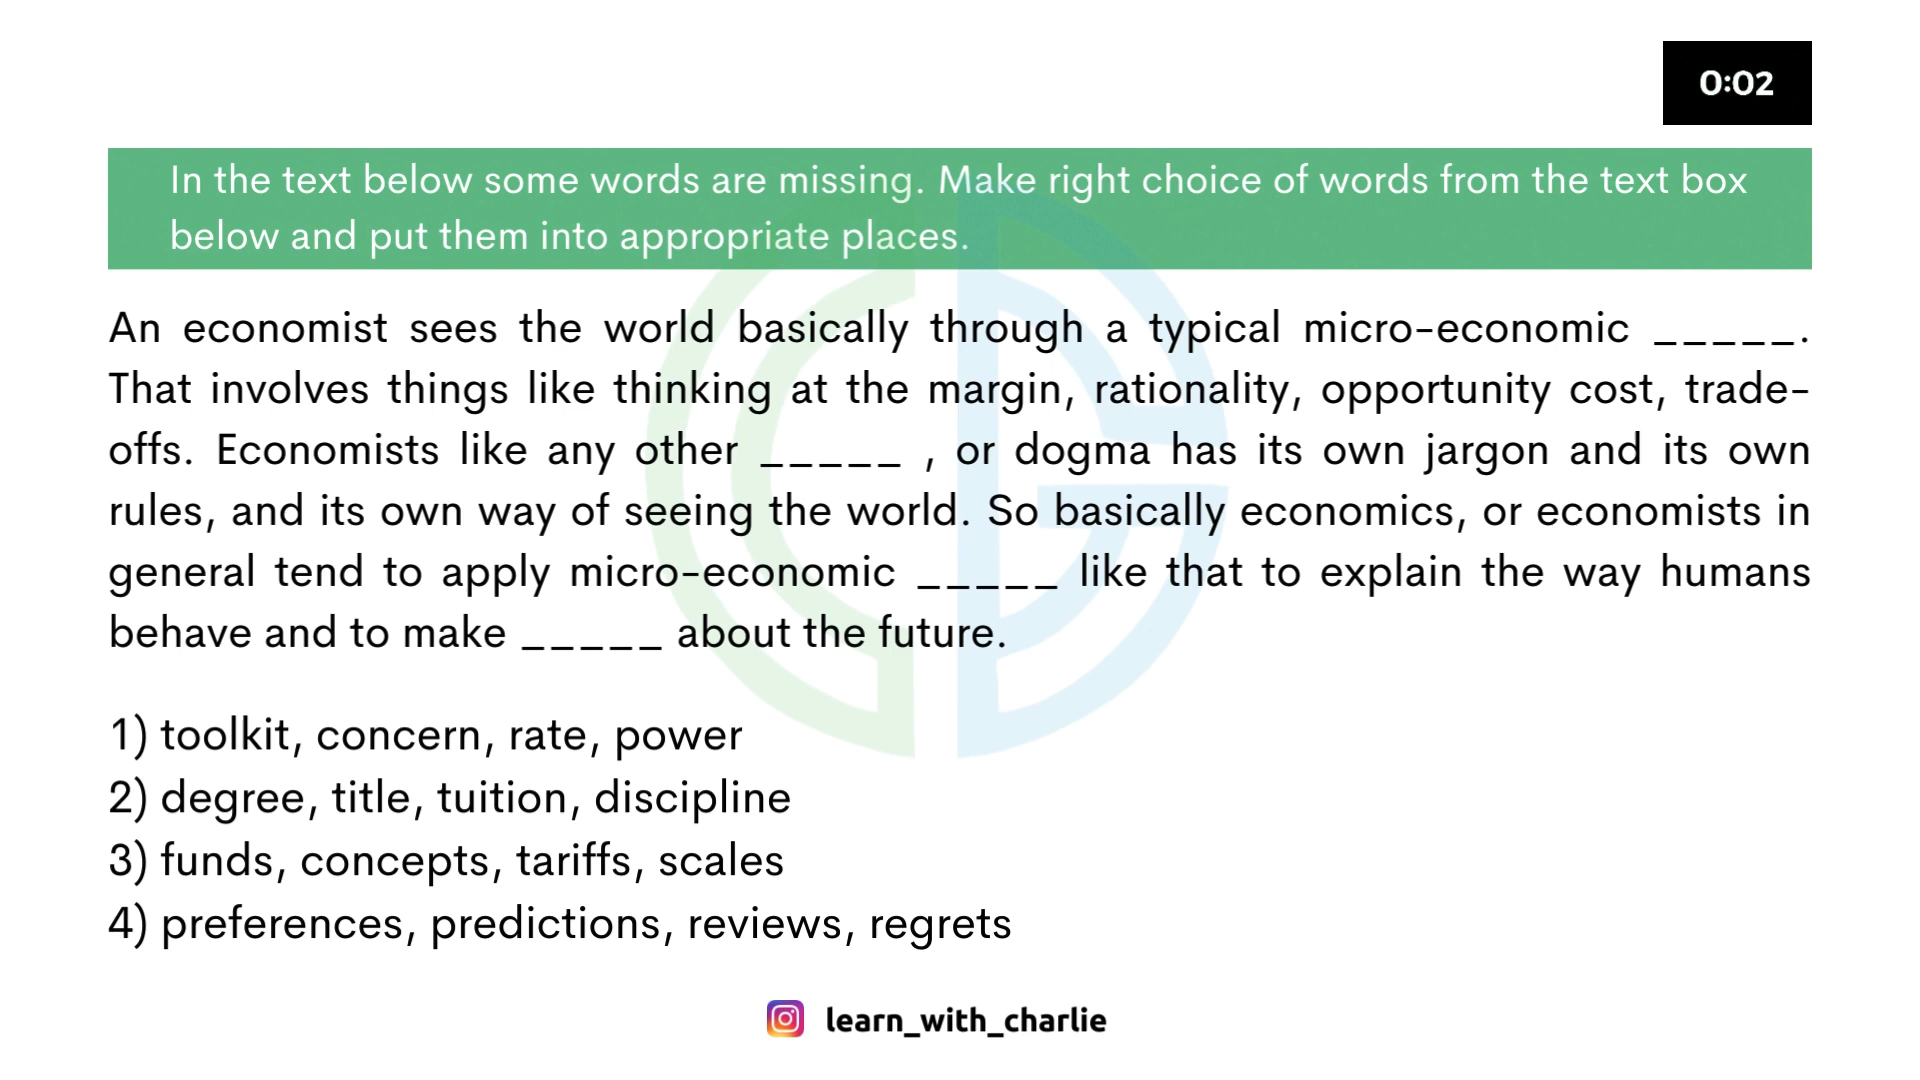 0:02
In the text below some words are missing. Make right choice of words from the text box
below and put them into appropriate places.
An economist sees the world basically through a typical micro-economic _____.
That involves things like thinking at the margin, rationality, opportunity cost, trade-
offs. Economists like any other _____ , or dogma has its own jargon and its own
rules, and its own way of seeing the world. So basically economics, or economists in
general tend to apply micro-economic _____ like that to explain the way humans
behave and to make _____ about the future.
1) toolkit, concern, rate, power
2) degree, title, tuition, discipline
3) funds, concepts, tariffs, scales
4) preferences, predictions, reviews, regrets
learn_with_charlie